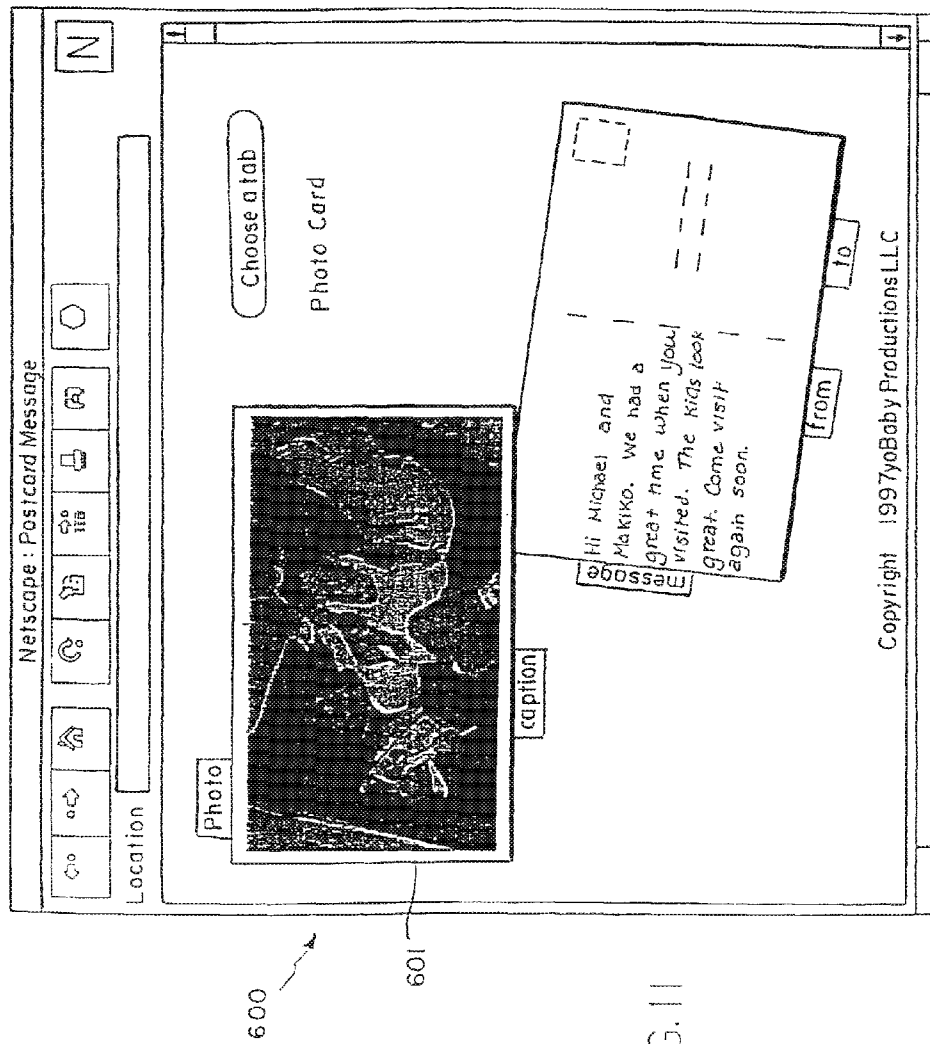 Netscape : Postcard Message
N
Location
Choose a tab
Photo Card
Photo
caption
message
Hi Michael and
Makiko. We had a
great time when you
visited. The kids look
great. Come visit
again soon.
from
to
Copyright 1997yoBaby Productions LLC
600
601
G. 11